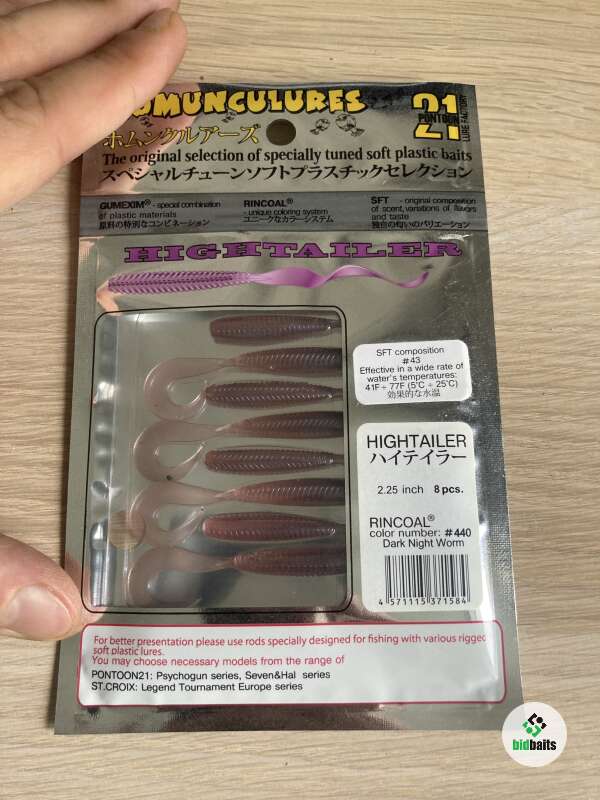 OMUNCULURES
ホムンクルアーズ
21
PONTOON
LURE FACTORY
The original selection of specially tuned soft plastic baits
スペシャルチューンソフトプラスチックセレクション
GUMEXIM® - special combination
of plastic materials
原料の特別なコンビネーション
RINCOAL®
- unique coloring system
ユニークなカラーシステム
SFT - original composition
of scent, variations of flavors
and taste
独自の匂いのバリエーション
HIGHTAILER
SFT composition
#43
Effective in a wide rate of
water's temperatures:
41F ÷ 77F (5°C ÷ 25°C)
効果的な水温
HIGHTAILER
ハイテイラー
2.25 inch 8 pcs.
RINCOAL®
color number: #440
Dark Night Worm
4 571115 371584
For better presentation please use rods specially designed for fishing with various rigged
soft plastic lures.
You may choose necessary models from the range of
PONTOON21: Psychogun series, Seven&Hal series
ST.CROIX: Legend Tournament Europe series
bidbaits